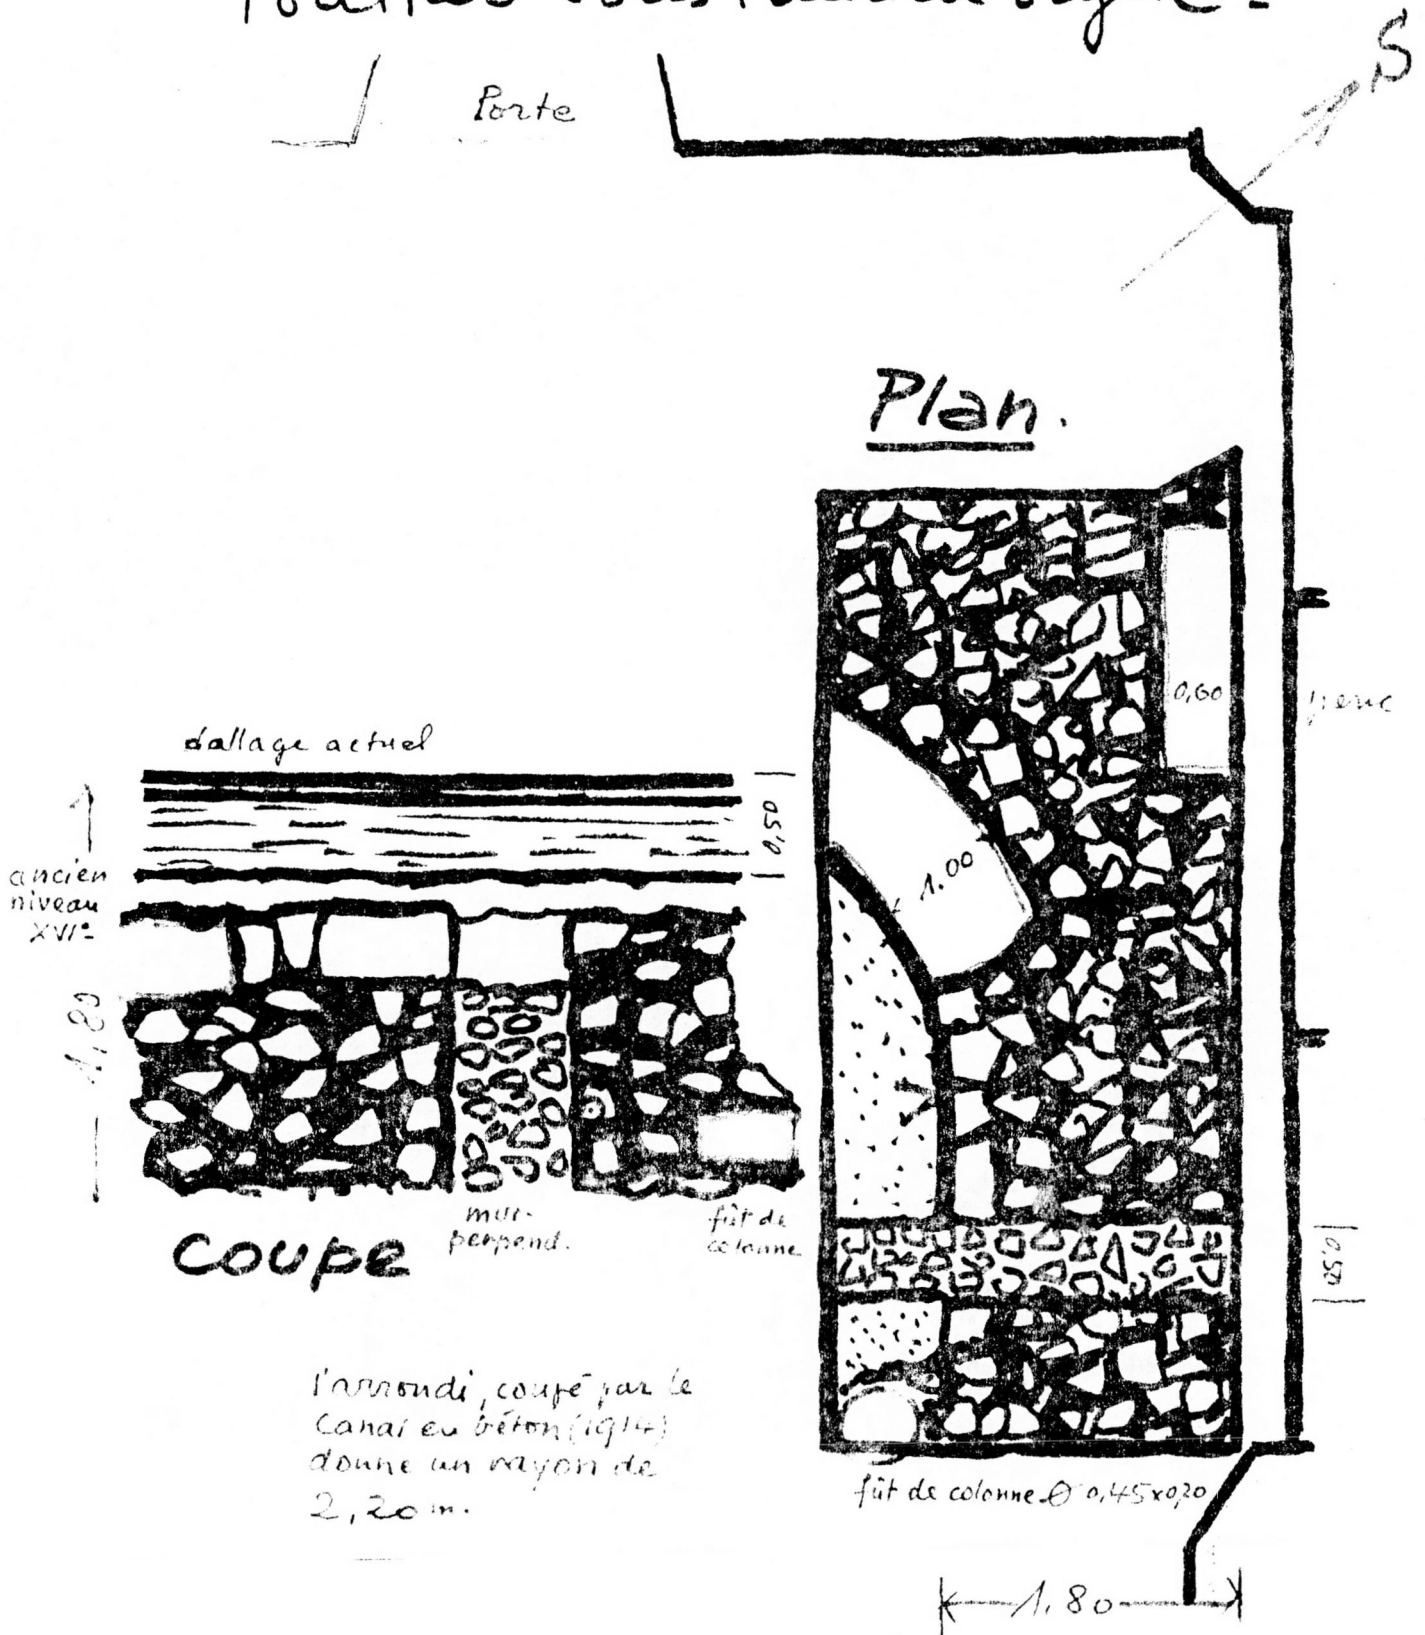 Porte
S
Plan.
0,60
dallage actuel
0,50
ancien
niveau
XVIe
1,80
1.00
mur
perpend.
fût de
colonne
Coupe
0,50
l'arrondi, coupé par le
Canal en béton (1914)
donne un rayon de
2,20 m.
fût de colonne Ø 0,45x0,20
1.80